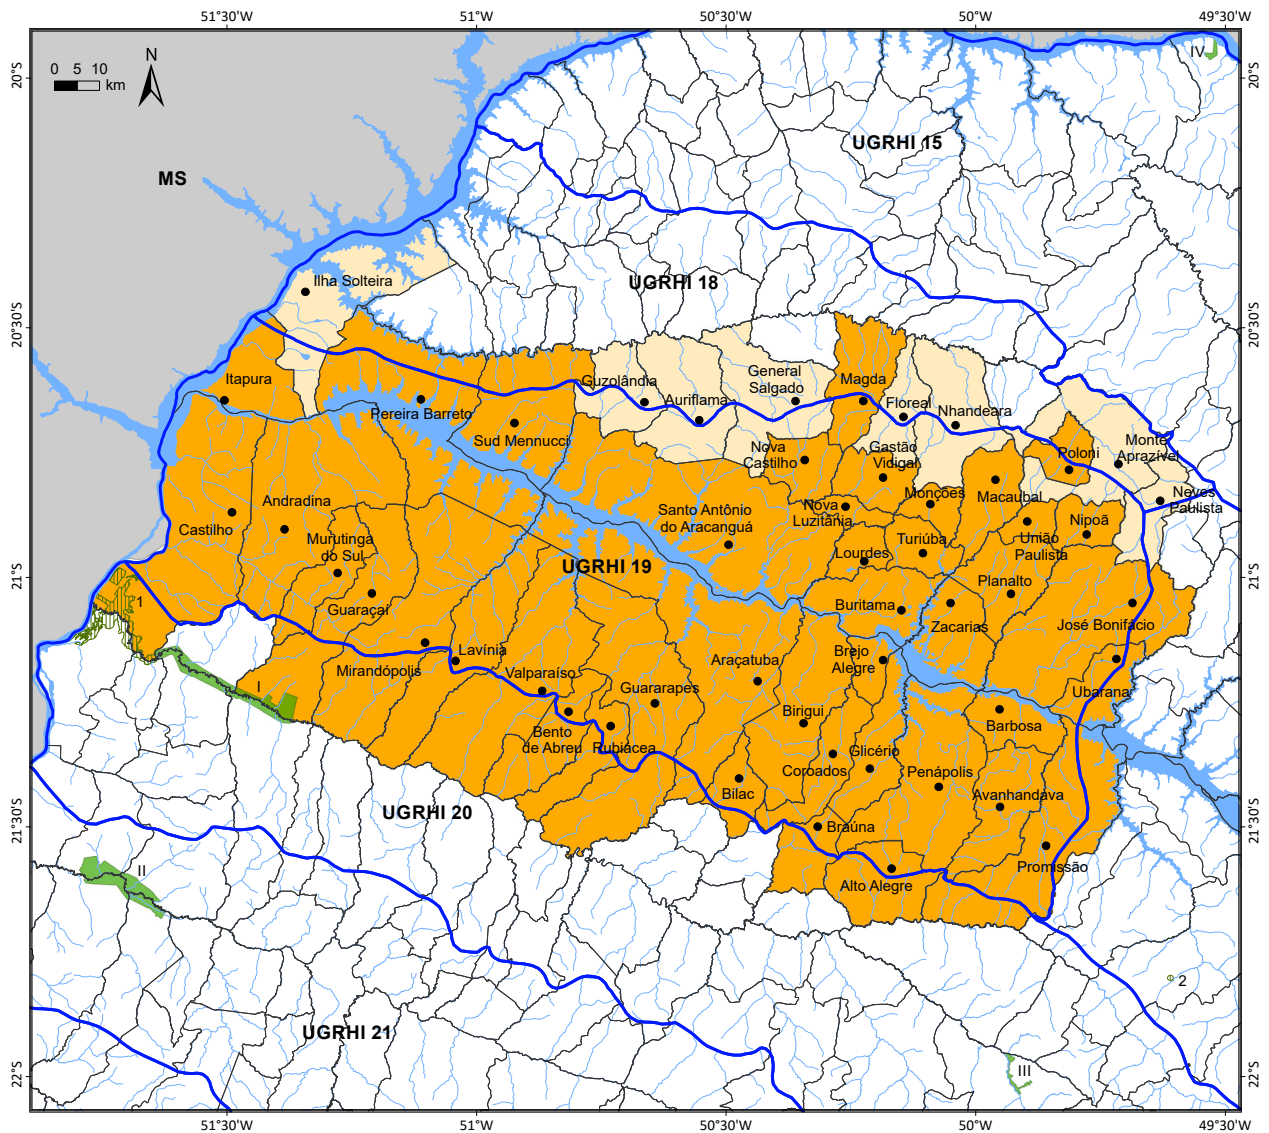 51°30'W 51°W 50°30'W 50°W 49°30'W
20°S
20°S
N
0 5 10
km
IV
UGRHI 15
MS
Ilha Solteira
UGRHI 18
20°30'S
20°30'S
Itapura
Pereira Barreto
Sud Mennucci
Guzolândia
Auriflama
General
Salgado
Magda
Floreal
Nhandeara
Nova
Castilho
Gastão
Vidigal
Poloni
Monte
Aprazível
Neves
Paulista
Monções
Macaubal
Nova
Luzitânia
Santo Antônio
do Aracanguá
Castilho
Andradina
Murutinga
do Sul
Nipoã
União
Paulista
Turiúba
Lourdes
UGRHI 19
21°S
21°S
Planalto
1
Guaraçaí
Buritama
Zacarias
José Bonifácio
2
Lavínia
Mirandópolis
Valparaíso
Araçatuba
Brejo
Alegre
I
Guararapes
Ubarana
Birigui
Barbosa
Bento
de Abreu
Rubiácea
Glicério
Coroados
Penápolis
Bilac
Avanhandava
UGRHI 20
21°30'S
21°30'S
Braúna
II
Promissão
Alto Alegre
2
UGRHI 21
III
22°S
22°S
51°30'W 51°W 50°30'W 50°W 49°30'W